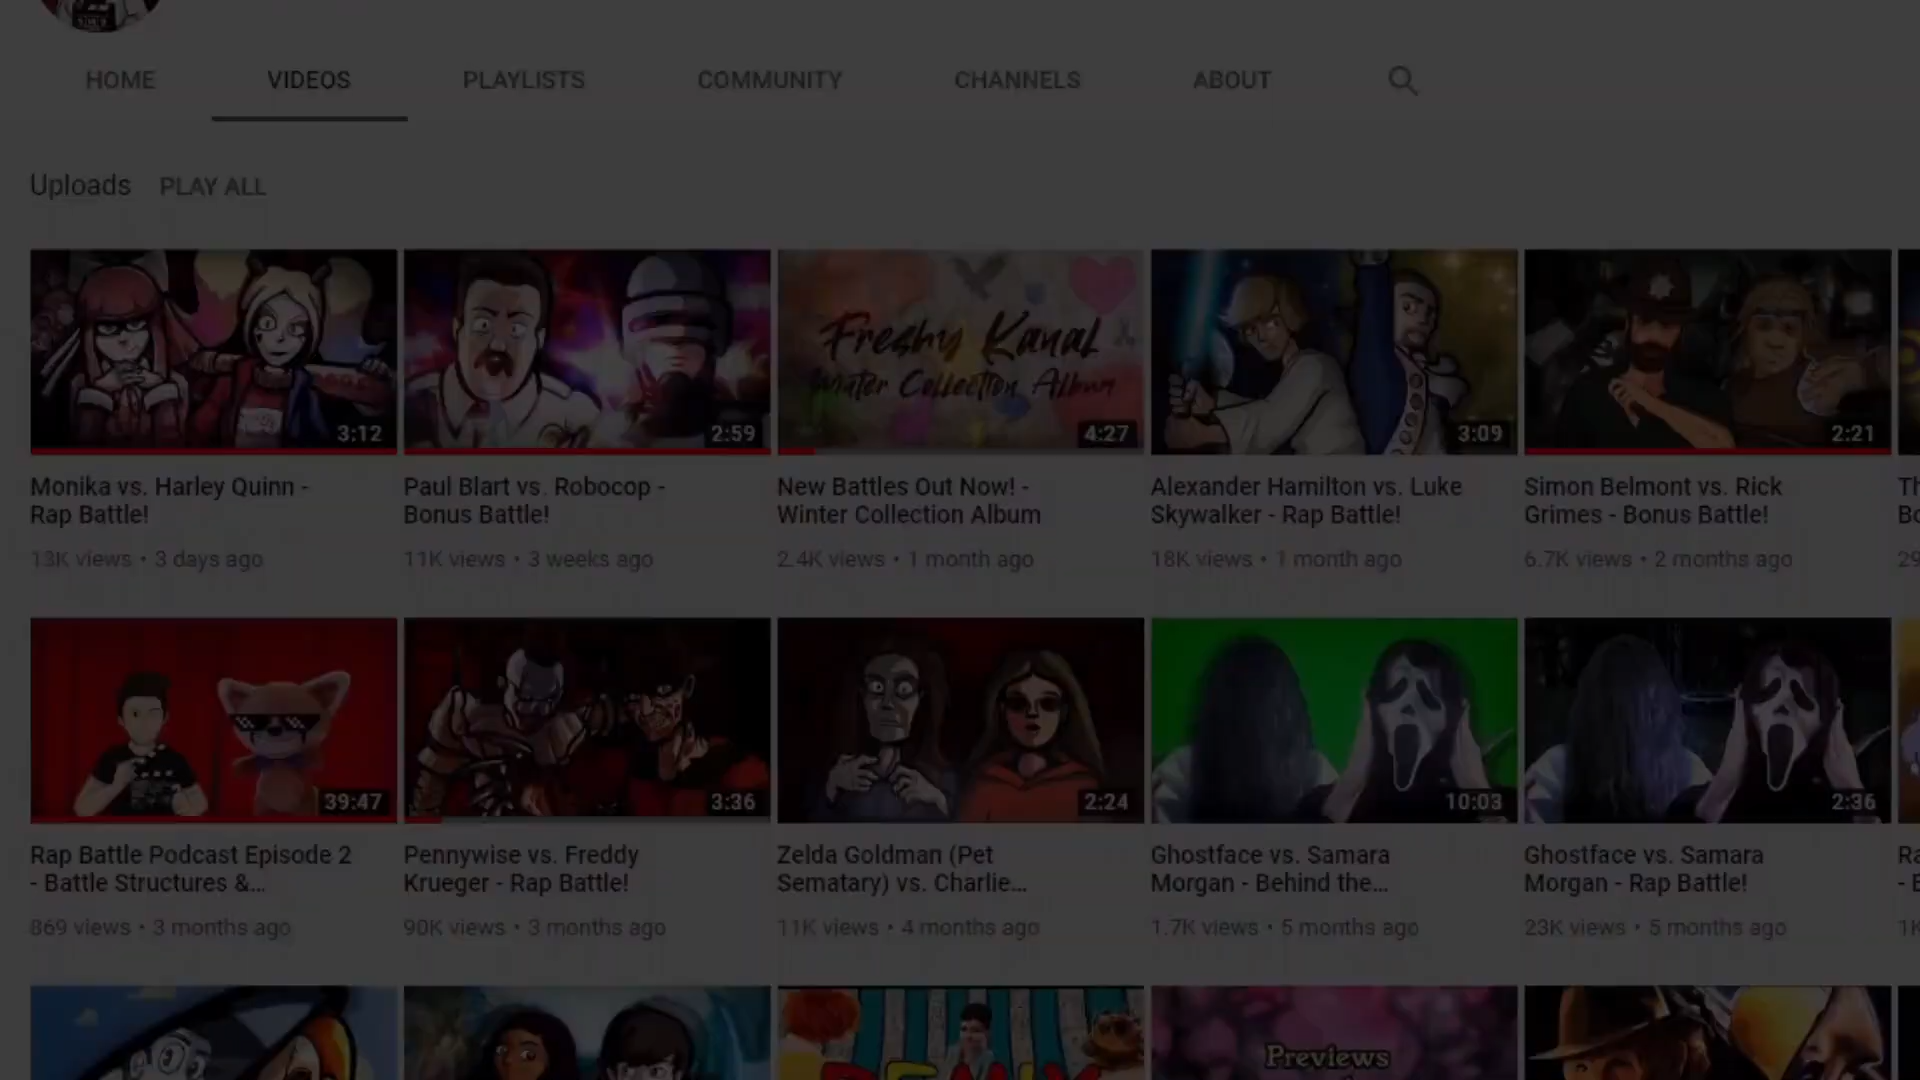 HOME VIDEOS PLAYLISTS COMMUNITY CHANNELS ABOUT
Uploads PLAY ALL
Freshy Kanal
Winter Collection Album
3:12 2:59 4:27 3:09 2:21
Monika vs. Harley Quinn -
Rap Battle!
13K views • 3 days ago
Paul Blart vs. Robocop -
Bonus Battle!
11K views • 3 weeks ago
New Battles Out Now! -
Winter Collection Album
2.4K views • 1 month ago
Alexander Hamilton vs. Luke
Skywalker - Rap Battle!
18K views • 1 month ago
Simon Belmont vs. Rick
Grimes - Bonus Battle!
6.7K views • 2 months ago
39:47 3:36 2:24 10:03 2:36
Rap Battle Podcast Episode 2
- Battle Structures &...
869 views • 3 months ago
Pennywise vs. Freddy
Krueger - Rap Battle!
90K views • 3 months ago
Zelda Goldman (Pet
Sematary) vs. Charlie...
11K views • 4 months ago
Ghostface vs. Samara
Morgan - Behind the...
1.7K views • 5 months ago
Ghostface vs. Samara
Morgan - Rap Battle!
23K views • 5 months ago
Previews